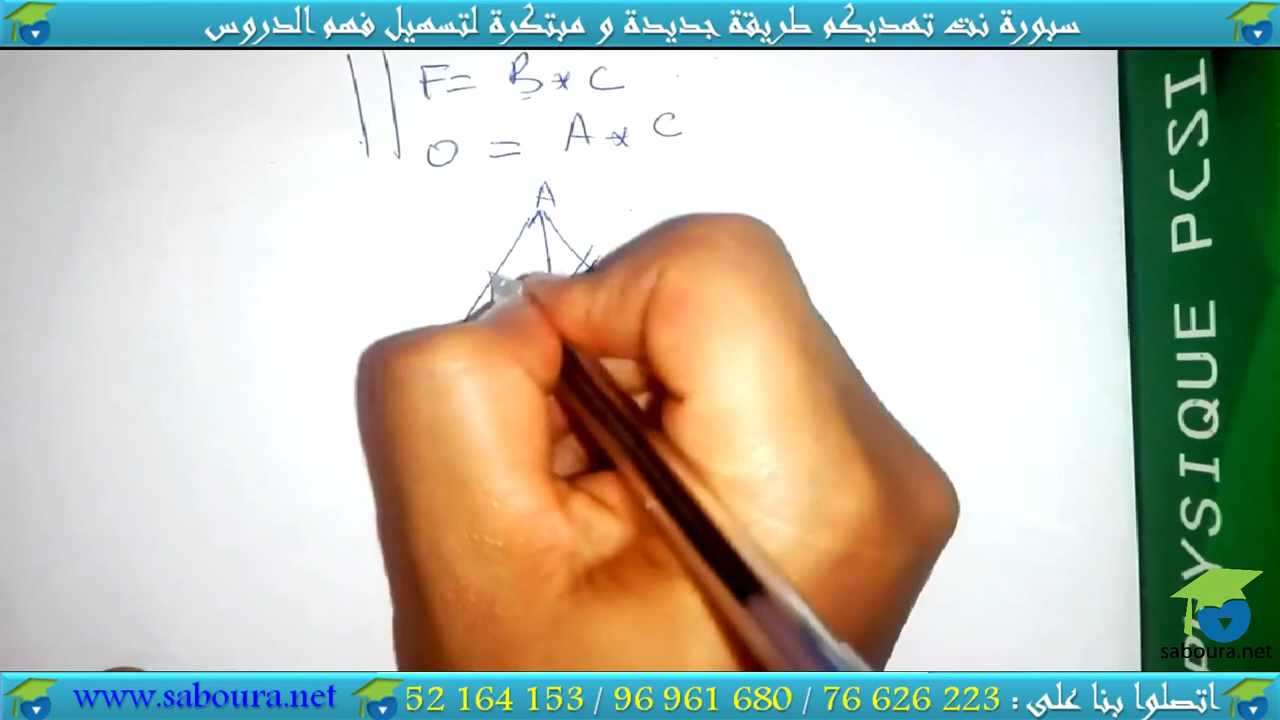 سبورة نت تهديكم طريقة جديدة و مبتكرة لتسهيل فهم الدروس
F = B * C
O = A * C
A
PHYSIQUE PCSI
saboura.net
www.saboura.net 52 164 153 / 96 961 680 / 76 626 223 : اتصلوا بنا على